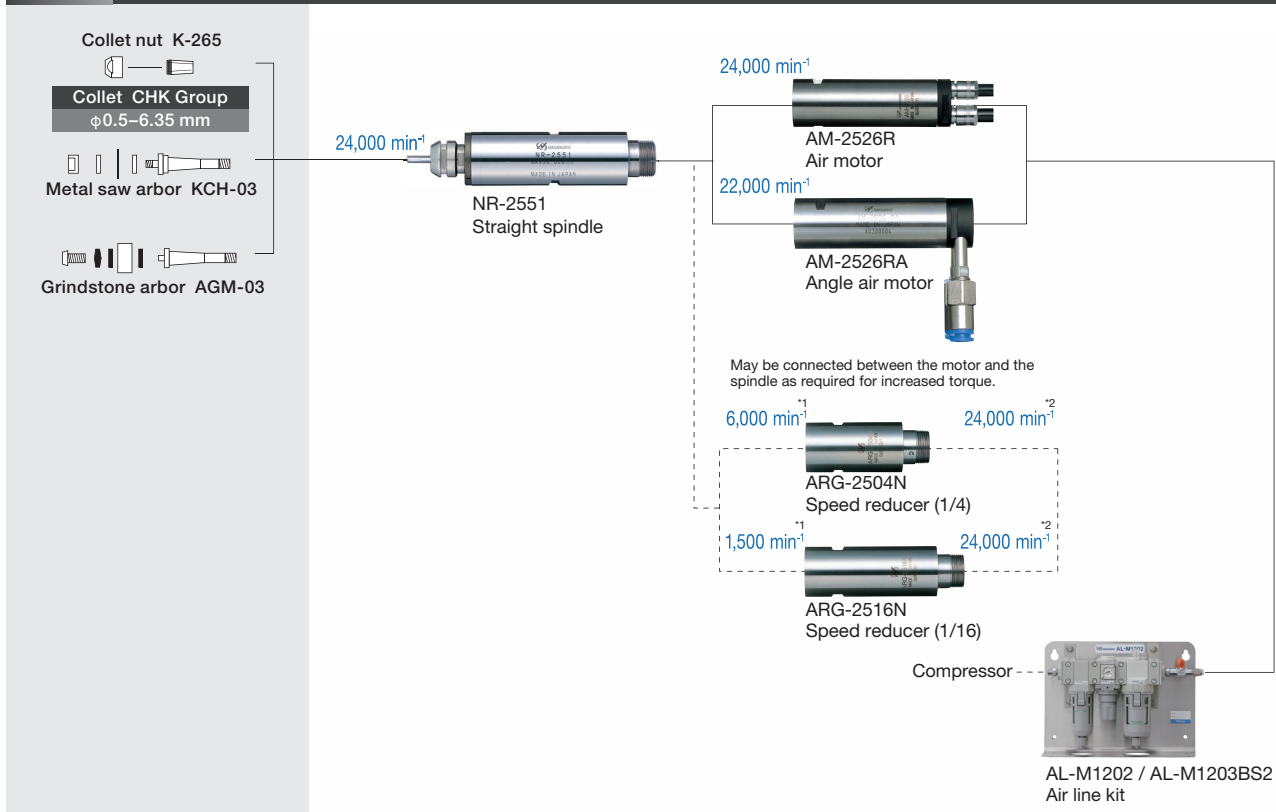 Collet nut K-265
Collet CHK Group
φ0.5–6.35 mm
Metal saw arbor KCH-03
Grindstone arbor AGM-03
24,000 min-1
NR-2551
MADE IN JAPAN
NR-2551
Straight spindle
24,000 min-1
AM-2526R
Air motor
22,000 min-1
AM-2526RA
Angle air motor
May be connected between the motor and the
spindle as required for increased torque.
6,000 min-1 *1
24,000 min-1 *2
ARG-2504N
Speed reducer (1/4)
1,500 min-1 *1
24,000 min-1 *2
ARG-2516N
Speed reducer (1/16)
Compressor
AL-M1202
AL-M1202 / AL-M1203BS2
Air line kit